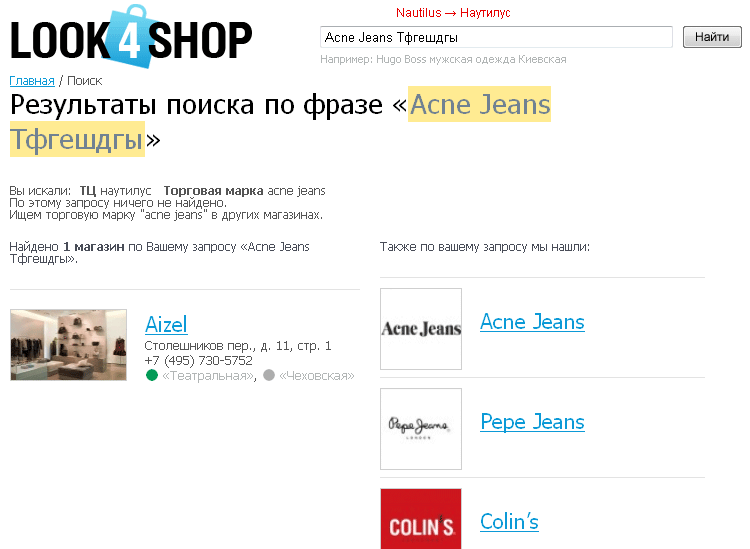 LOOK4SHOP
Nautilus → Наутилус
Acne Jeans Тфгешдгы
Найти
Например: Hugo Boss мужская одежда Киевская
Главная / Поиск
Результаты поиска по фразе «Acne Jeans
Тфгешдгы»
Вы искали: ТЦ наутилус Торговая марка acne jeans
По этому запросу ничего не найдено.
Ищем торговую марку "acne jeans" в других магазинах.
Найдено 1 магазин по Вашему запросу «Acne Jeans
Тфгешдгы».
Aizel
Столешников пер., д. 11, стр. 1
+7 (495) 730-5752
«Театральная», «Чеховская»
Также по вашему запросу мы нашли:
Acne Jeans
Acne Jeans
Pepe Jeans
LONDON
Pepe Jeans
COLIN'S
Colin’s